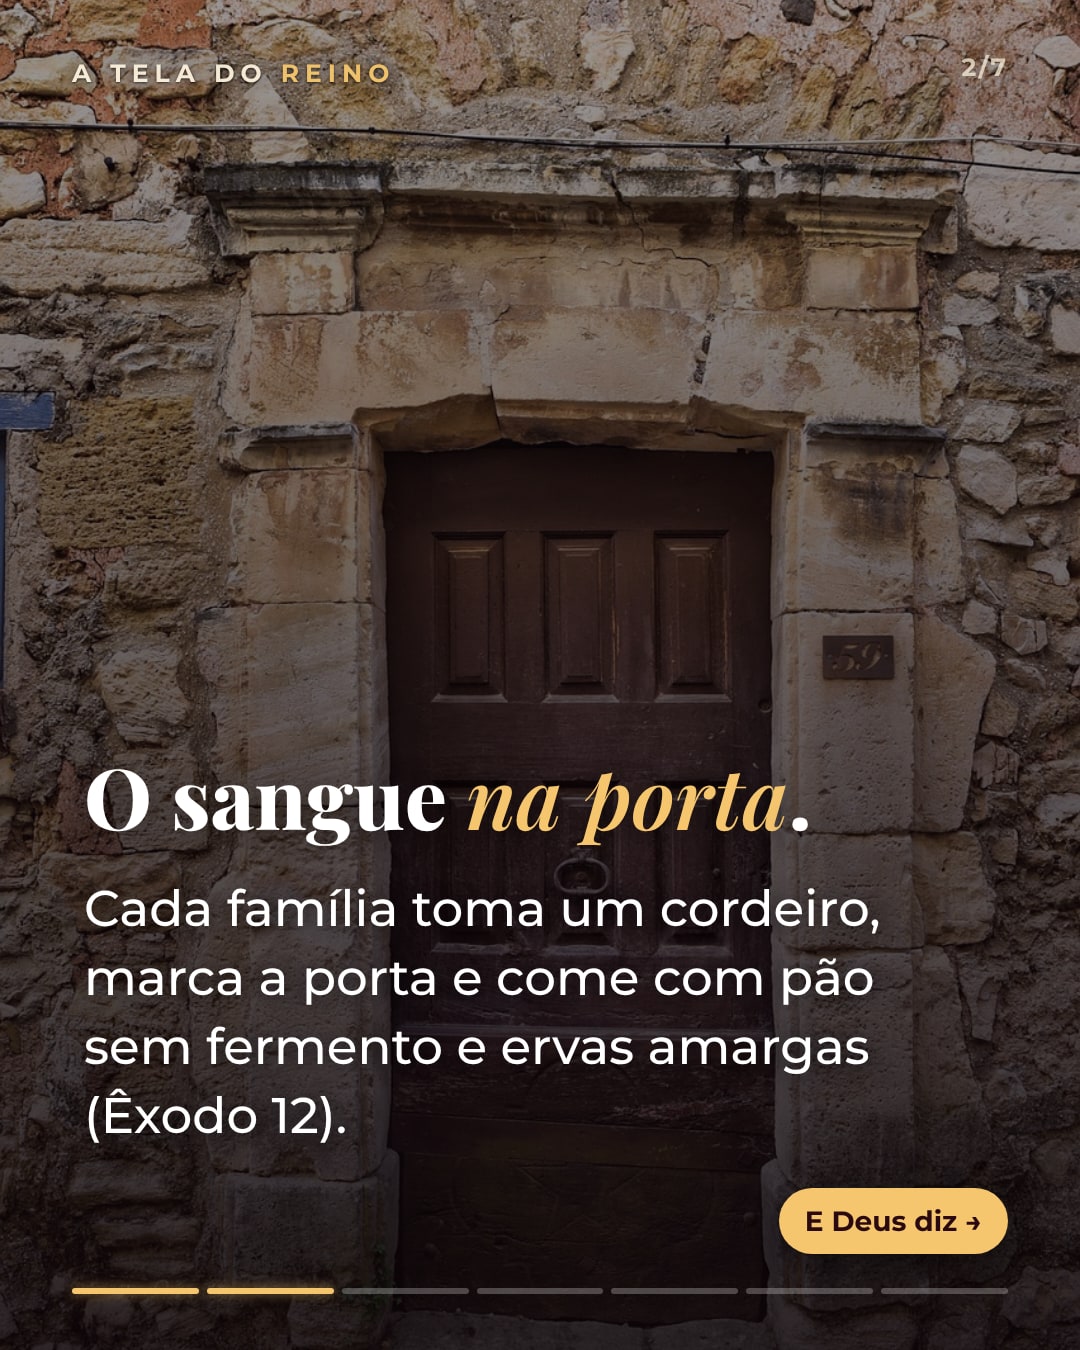 A TELA DO REINO
2/7
59
O sangue na porta.
Cada família toma um cordeiro,
marca a porta e come com pão
sem fermento e ervas amargas
(Êxodo 12).
E Deus diz →